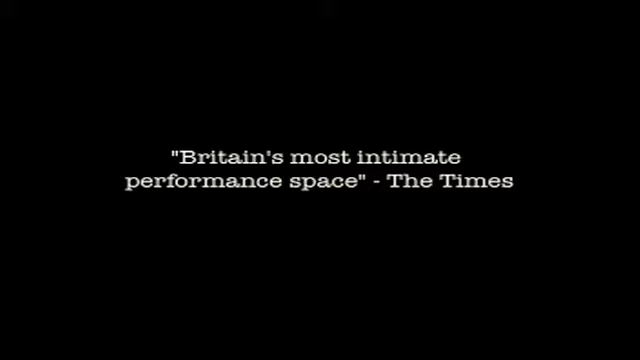 "Britain's most intimate
performance space" - The Times